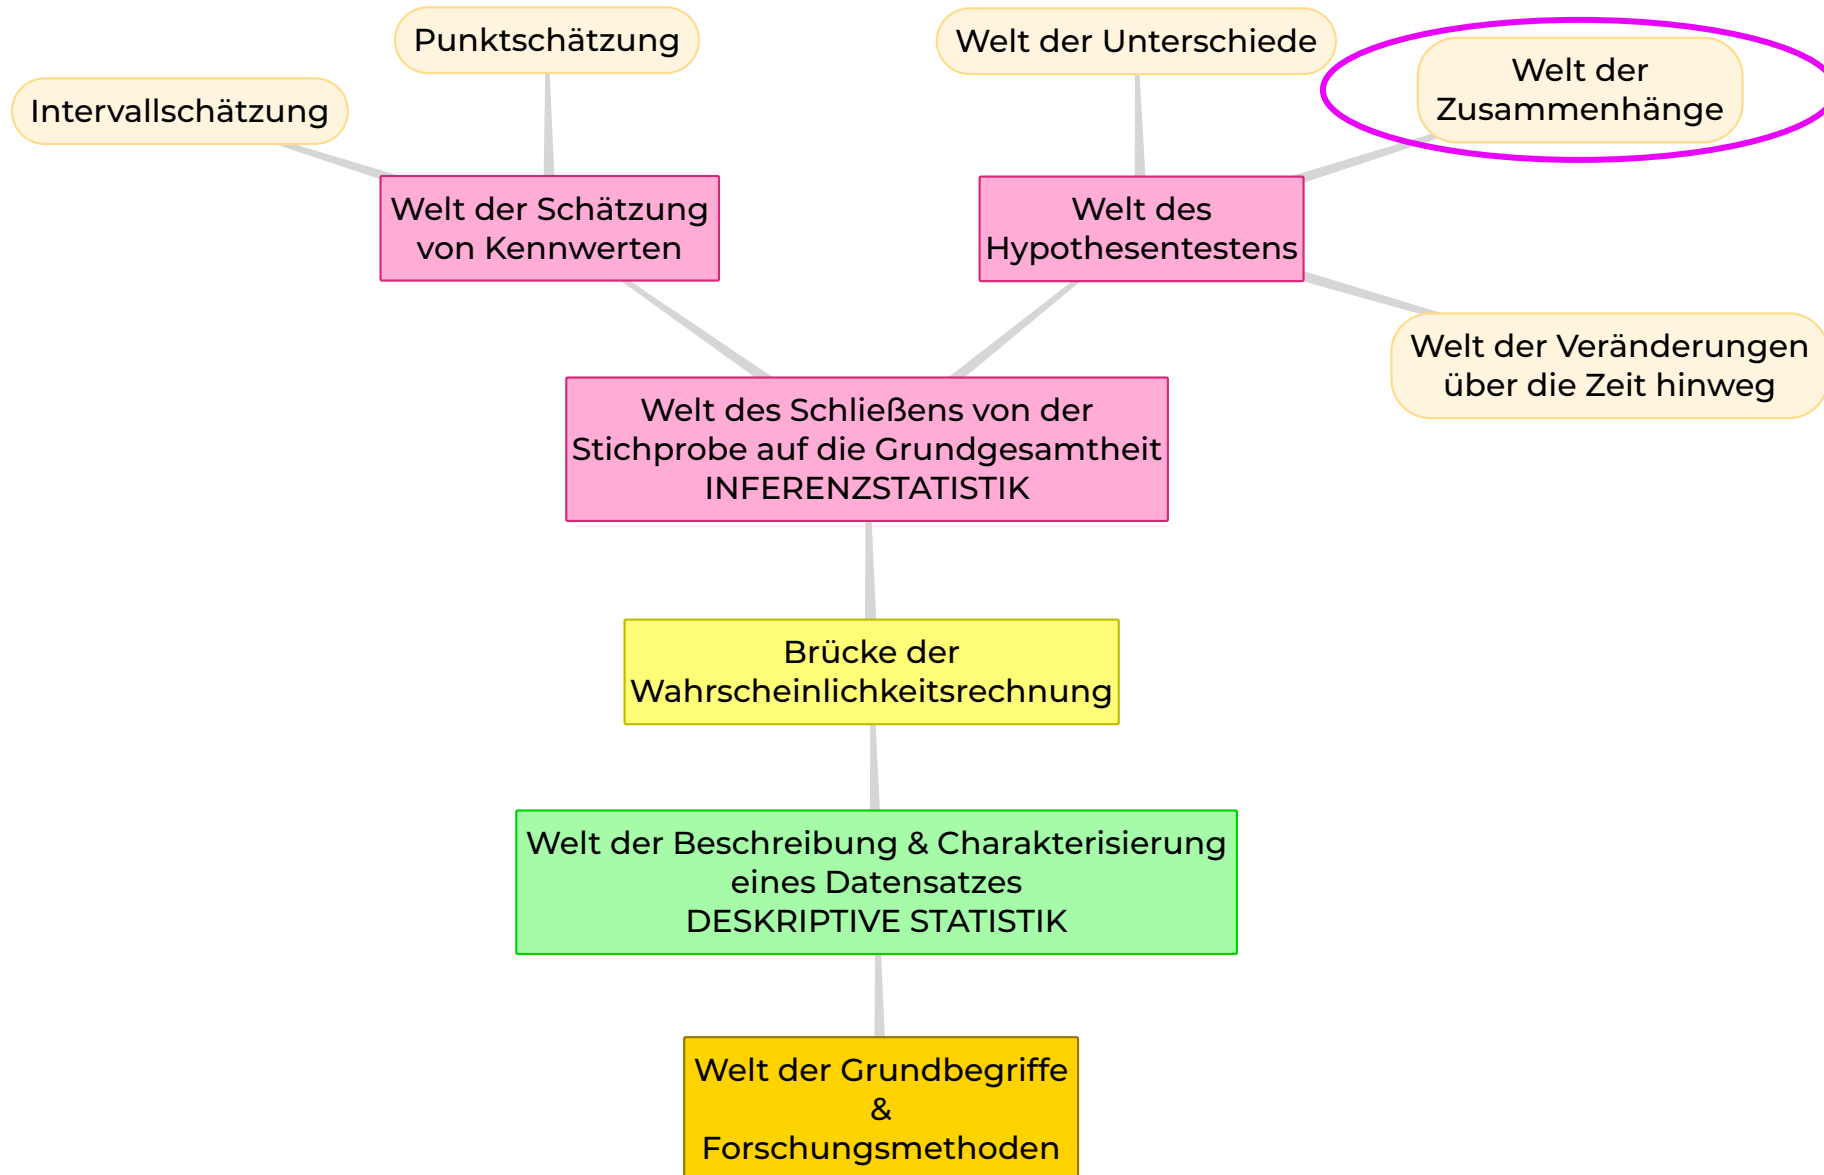 Punktschätzung
Welt der Unterschiede
Welt der
Zusammenhänge
Intervallschätzung
Welt der Schätzung
von Kennwerten
Welt des
Hypothesentestens
Welt der Veränderungen
über die Zeit hinweg
Welt des Schließens von der
Stichprobe auf die Grundgesamtheit
INFERENZSTATISTIK
Brücke der
Wahrscheinlichkeitsrechnung
Welt der Beschreibung & Charakterisierung
eines Datensatzes
DESKRIPTIVE STATISTIK
Welt der Grundbegriffe
&
Forschungsmethoden